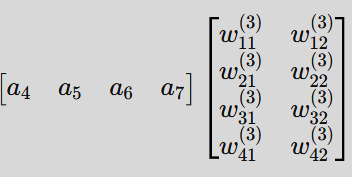 [a₄ a₅ a₆ a₇] [w₁₁⁽³⁾ w₁₂⁽³⁾
w₂₁⁽³⁾ w₂₂⁽³⁾
w₃₁⁽³⁾ w₃₂⁽³⁾
w₄₁⁽³⁾ w₄₂⁽³⁾]